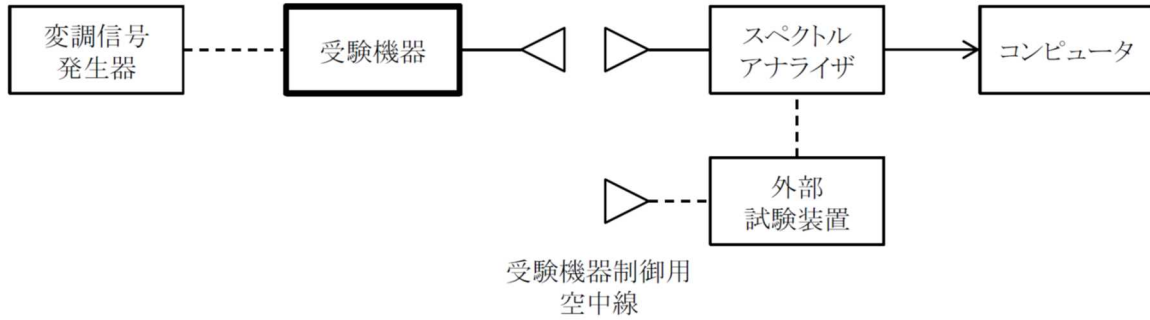 変調信号
発生器
受験機器
スペクトル
アナライザ
コンピュータ
外部
試験装置
受験機器制御用
空中線